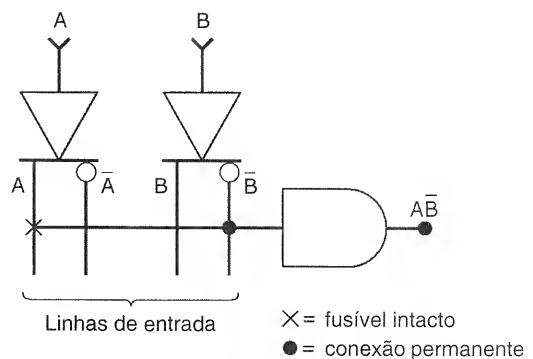 A B
A A̅ B B̅
AB̅
Linhas de entrada
X = fusível intacto
● = conexão permanente